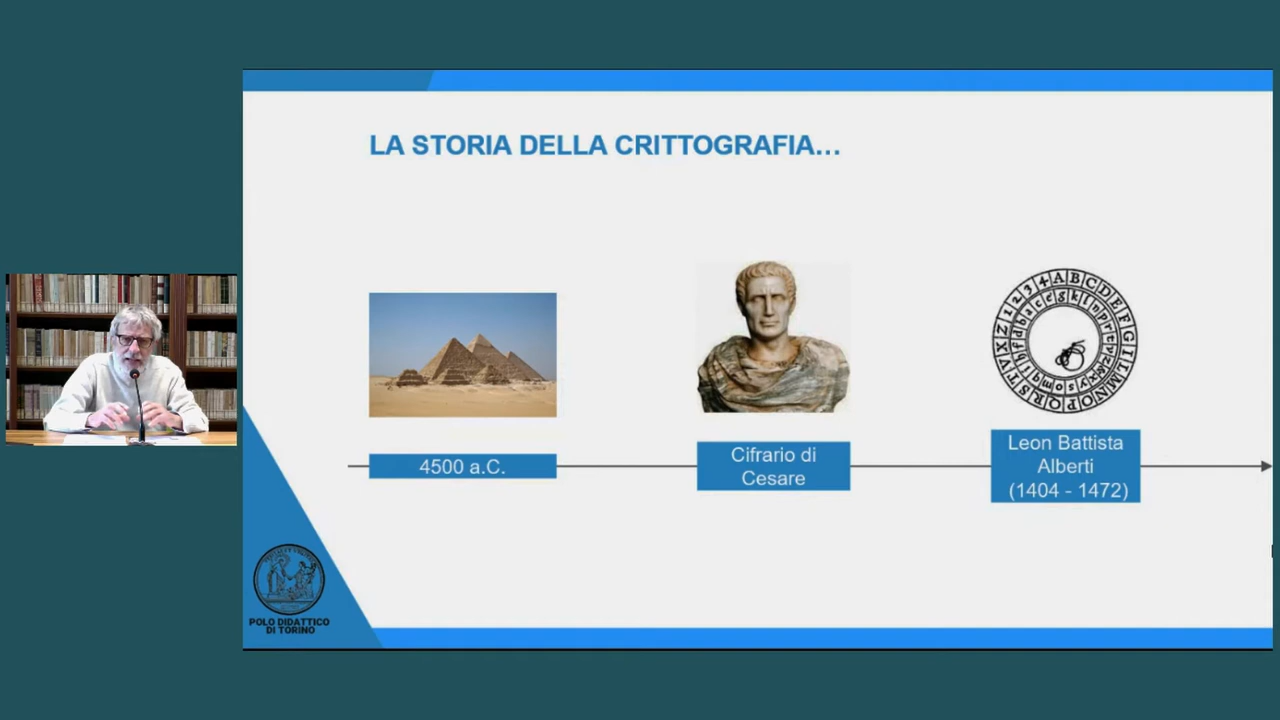 LA STORIA DELLA CRITTOGRAFIA...
4500 a.C.
Cifrario di
Cesare
Leon Battista
Alberti
(1404 - 1472)
POLO DIDATTICO
DI TORINO